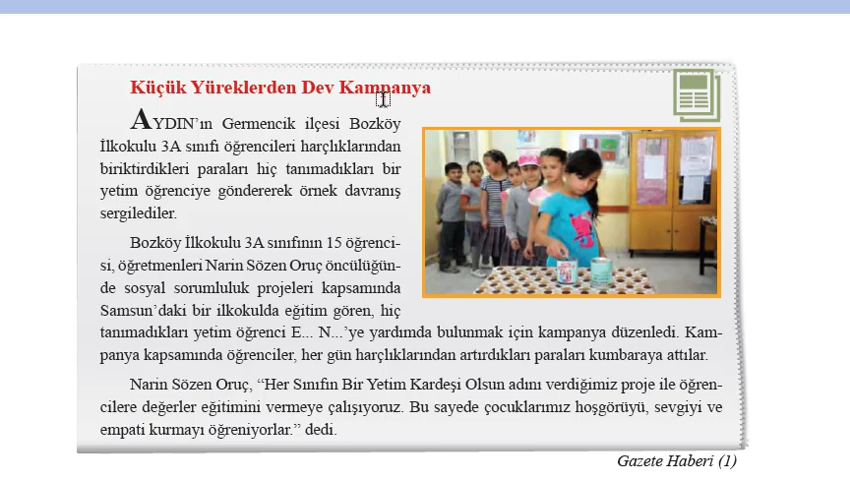 Küçük Yüreklerden Dev Kampanya
AYDIN’ın Germencik ilçesi Bozköy
İlkokulu 3A sınıfı öğrencileri harçlıklarından
biriktirdikleri paraları hiç tanımadıkları bir
yetim öğrenciye göndererek örnek davranış
sergilediler.
Bozköy İlkokulu 3A sınıfının 15 öğrenci-
si, öğretmenleri Narin Sözen Oruç öncülüğün-
de sosyal sorumluluk projeleri kapsamında
Samsun’daki bir ilkokulda eğitim gören, hiç
tanımadıkları yetim öğrenci E... N...’ye yardımda bulunmak için kampanya düzenledi. Kam-
panya kapsamında öğrenciler, her gün harçlıklarından artırdıkları paraları kumbaraya attılar.
Narin Sözen Oruç, “Her Sınıfın Bir Yetim Kardeşi Olsun adını verdiğimiz proje ile öğren-
cilere değerler eğitimini vermeye çalışıyoruz. Bu sayede çocuklarımız hoşgörüyü, sevgiyi ve
empati kurmayı öğreniyorlar.” dedi.
Gazete Haberi (1)